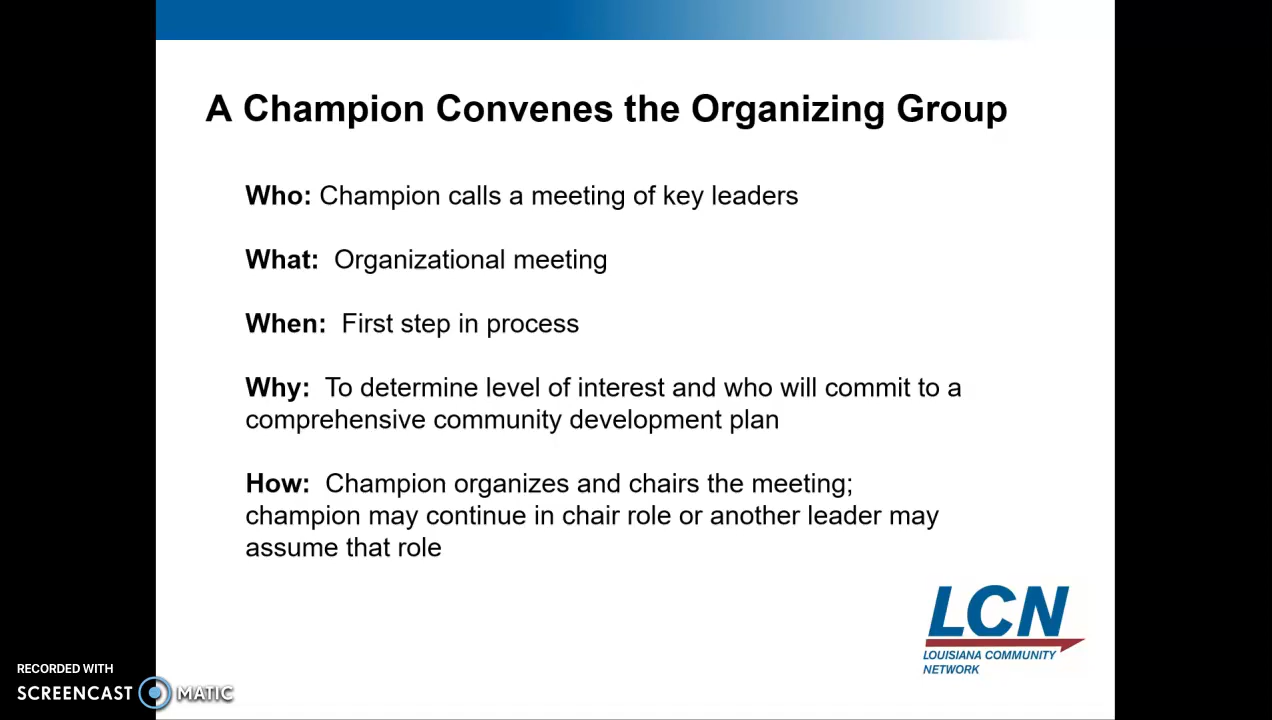 A Champion Convenes the Organizing Group
Who: Champion calls a meeting of key leaders
What: Organizational meeting
When: First step in process
Why: To determine level of interest and who will commit to a
comprehensive community development plan
How: Champion organizes and chairs the meeting;
champion may continue in chair role or another leader may
assume that role
LCN
LOUISIANA COMMUNITY
NETWORK
RECORDED WITH
SCREENCAST MATIC